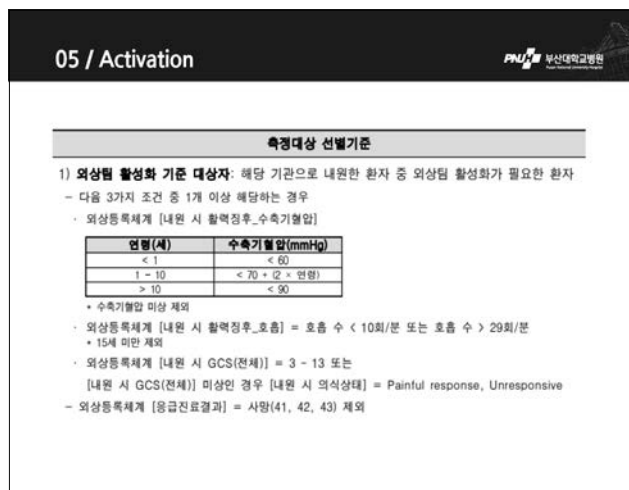 05 / Activation
PNUH 부산대학교병원
측정대상 선별기준
1) 외상팀 활성화 기준 대상자: 해당 기관으로 내원한 환자 중 외상팀 활성화가 필요한 환자
- 다음 3가지 조건 중 1개 이상 해당하는 경우
· 외상등록체계 [내원 시 활력징후_수축기혈압]
연령(세) 수축기혈압(mmHg)
< 1 < 60
1 - 10 < 70 + (2 × 연령)
> 10 < 90
* 수축기혈압 미상 제외
· 외상등록체계 [내원 시 활력징후_호흡] = 호흡 수 < 10회/분 또는 호흡 수 > 29회/분
* 15세 미만 제외
· 외상등록체계 [내원 시 GCS(전체)] = 3 - 13 또는
[내원 시 GCS(전체)] 미상인 경우 [내원 시 의식상태] = Painful response, Unresponsive
- 외상등록체계 [응급진료결과] = 사망(41, 42, 43) 제외